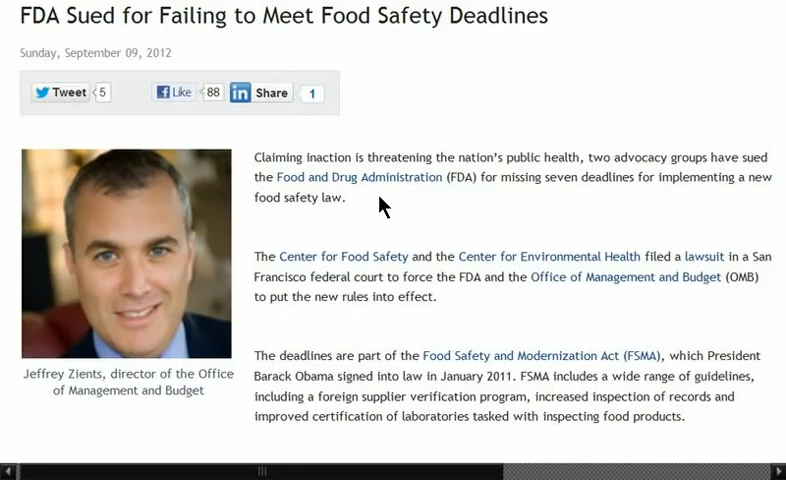 FDA Sued for Failing to Meet Food Safety Deadlines
Sunday, September 09, 2012
Tweet 5 Like 88 in Share 1
Claiming inaction is threatening the nation's public health, two advocacy groups have sued
the Food and Drug Administration (FDA) for missing seven deadlines for implementing a new
food safety law.
The Center for Food Safety and the Center for Environmental Health filed a lawsuit in a San
Francisco federal court to force the FDA and the Office of Management and Budget (OMB)
to put the new rules into effect.
The deadlines are part of the Food Safety and Modernization Act (FSMA), which President
Barack Obama signed into law in January 2011. FSMA includes a wide range of guidelines,
including a foreign supplier verification program, increased inspection of records and
improved certification of laboratories tasked with inspecting food products.
Jeffrey Zients, director of the Office
of Management and Budget